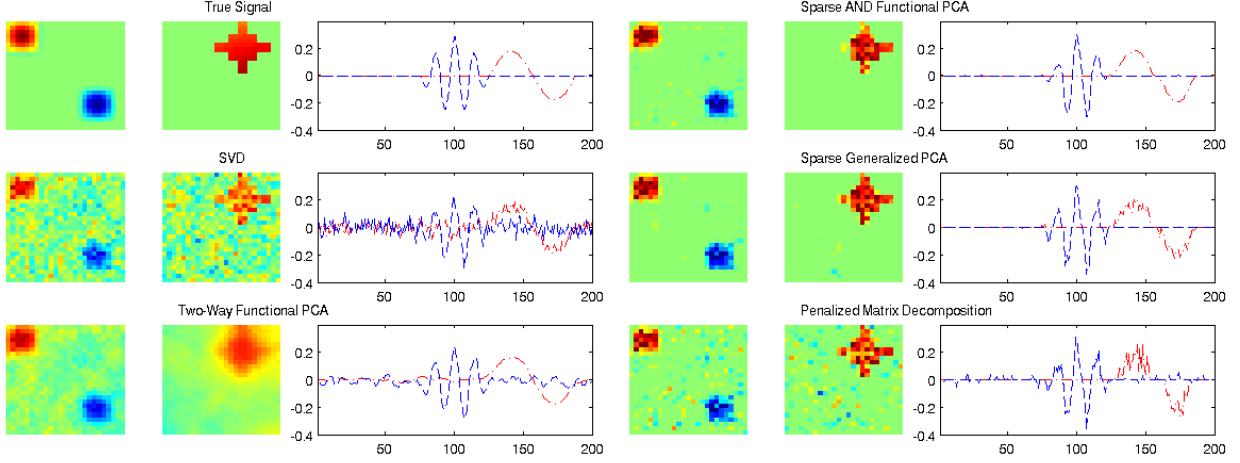 True Signal
0.2
0
-0.2
-0.4
50 100 150 200
Sparse AND Functional PCA
0.2
0
-0.2
-0.4
50 100 150 200
SVD
0.2
0
-0.2
-0.4
50 100 150 200
Sparse Generalized PCA
0.2
0
-0.2
-0.4
50 100 150 200
Two-Way Functional PCA
0.2
0
-0.2
-0.4
50 100 150 200
Penalized Matrix Decomposition
0.2
0
-0.2
-0.4
50 100 150 200